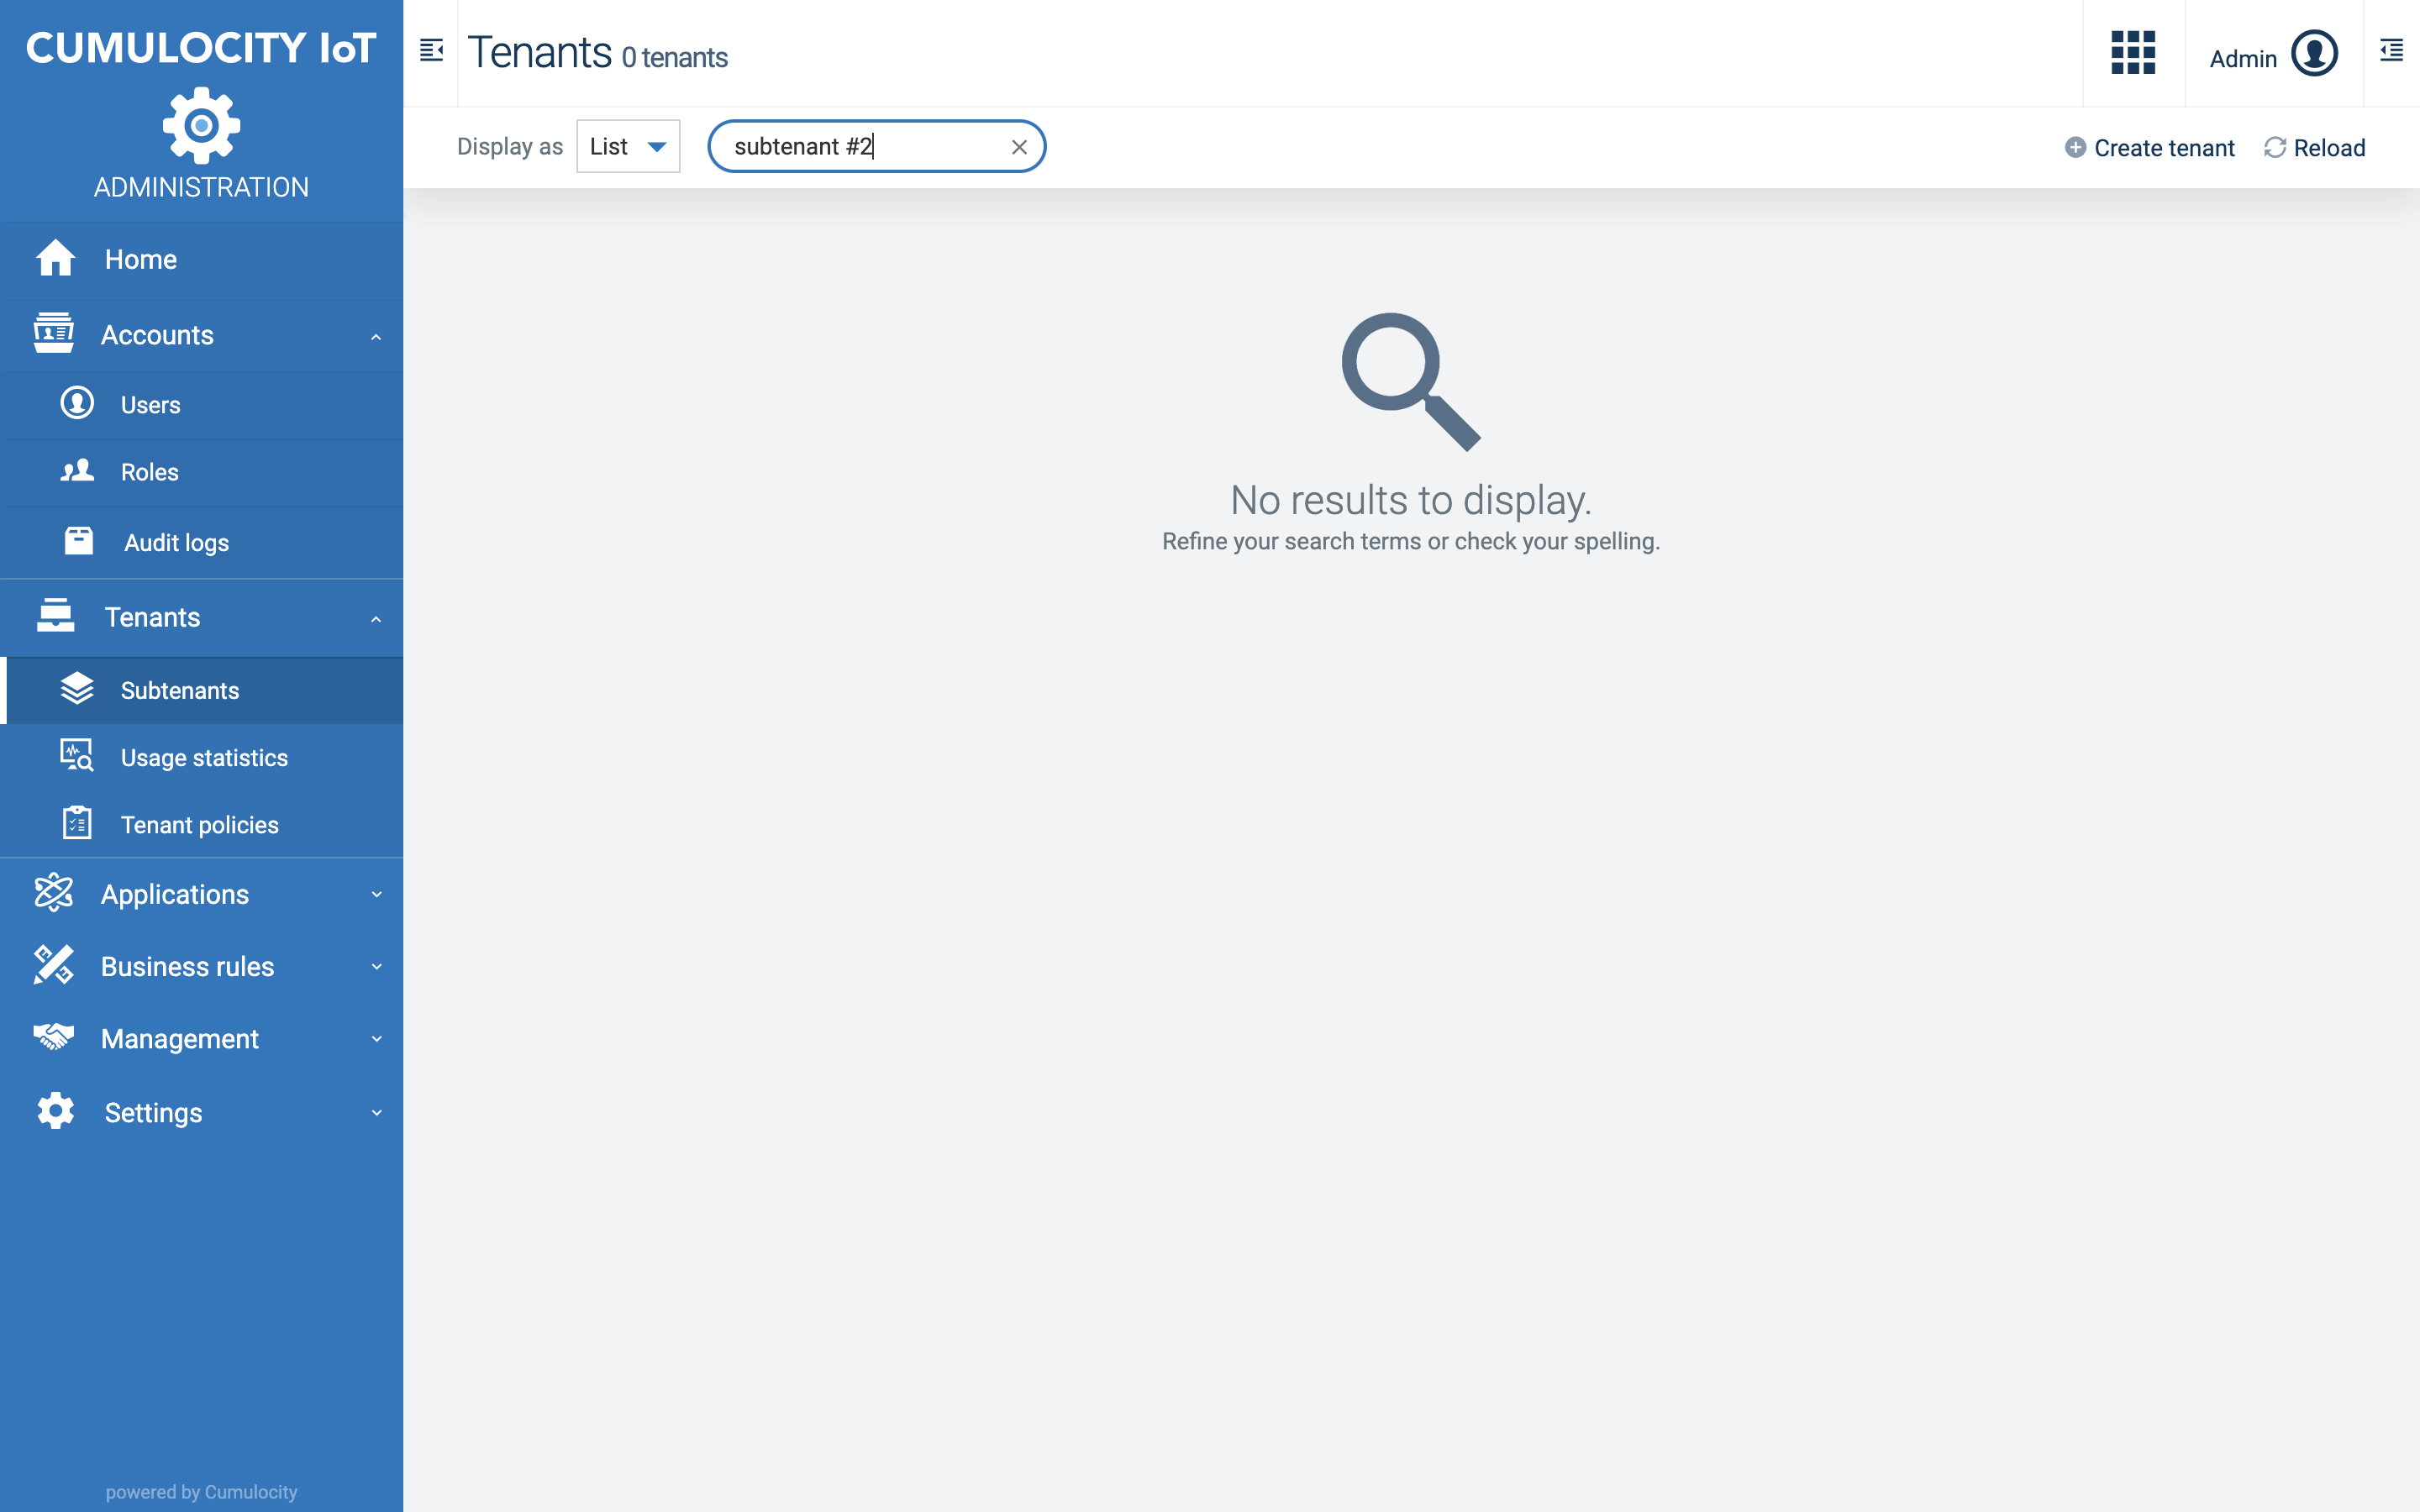 CUMULOCITY IoT
ADMINISTRATION
Home
Accounts
Users
Roles
Audit logs
Tenants
Subtenants
Usage statistics
Tenant policies
Applications
Business rules
Management
Settings
powered by Cumulocity
Tenants 0 tenants
Admin
Display as List subtenant #2
Create tenant Reload
No results to display.
Refine your search terms or check your spelling.